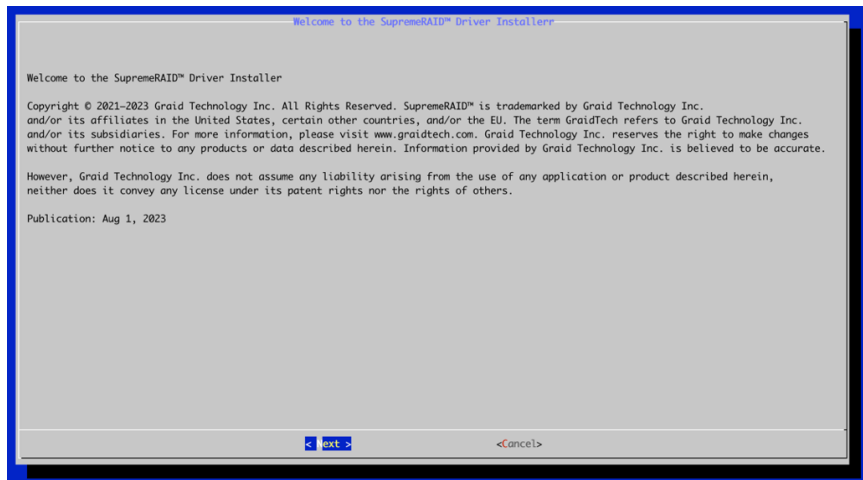 Welcome to the SupremeRAID™ Driver Installerr
Welcome to the SupremeRAID™ Driver Installer
Copyright © 2021–2023 Graid Technology Inc. All Rights Reserved. SupremeRAID™ is trademarked by Graid Technology Inc.
and/or its affiliates in the United States, certain other countries, and/or the EU. The term GraidTech refers to Graid Technology Inc.
and/or its subsidiaries. For more information, please visit www.graidtech.com. Graid Technology Inc. reserves the right to make changes
without further notice to any products or data described herein. Information provided by Graid Technology Inc. is believed to be accurate.
However, Graid Technology Inc. does not assume any liability arising from the use of any application or product described herein,
neither does it convey any license under its patent rights nor the rights of others.
Publication: Aug 1, 2023
< Next > <Cancel>